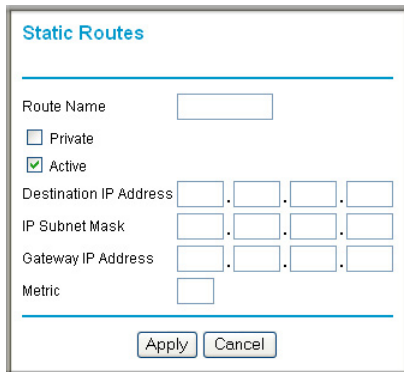 Static Routes
Route Name
Private
Active
Destination IP Address . . .
IP Subnet Mask . . .
Gateway IP Address . . .
Metric
Apply Cancel